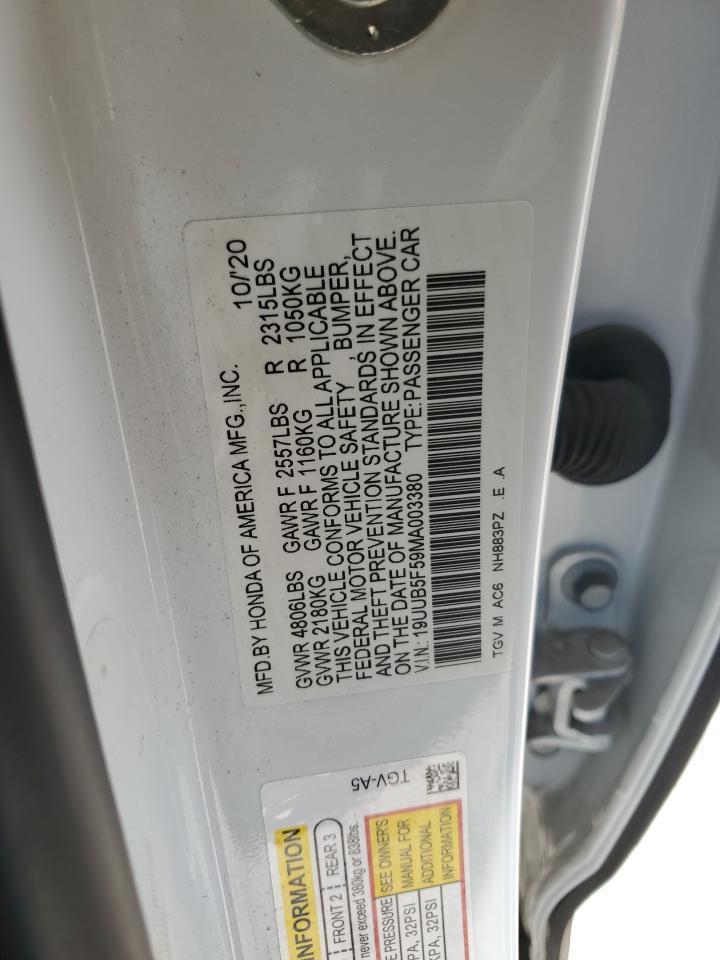 MFD.BY HONDA OF AMERICA MFG.,INC. 10/'20
GVWR 4806LBS GAWR F 2557LBS R 2315LBS
GVWR 2180KG GAWR F 1160KG R 1050KG
THIS VEHICLE CONFORMS TO ALL APPLICABLE
FEDERAL MOTOR VEHICLE SAFETY , BUMPER,
AND THEFT PREVENTION STANDARDS IN EFFECT
ON THE DATE OF MANUFACTURE SHOWN ABOVE.
V.I.N.: 19UUB5F59MA003380 TYPE: PASSENGER CAR
TGV M AC6 NH883PZ .E .A
TGV-A5
INFORMATION
FRONT 2 REAR 3
never exceed 380kg or 838lbs.
E PRESSURE SEE OWNER'S
MANUAL FOR
ADDITIONAL
INFORMATION
PA, 32PSI
KPA, 32PSI